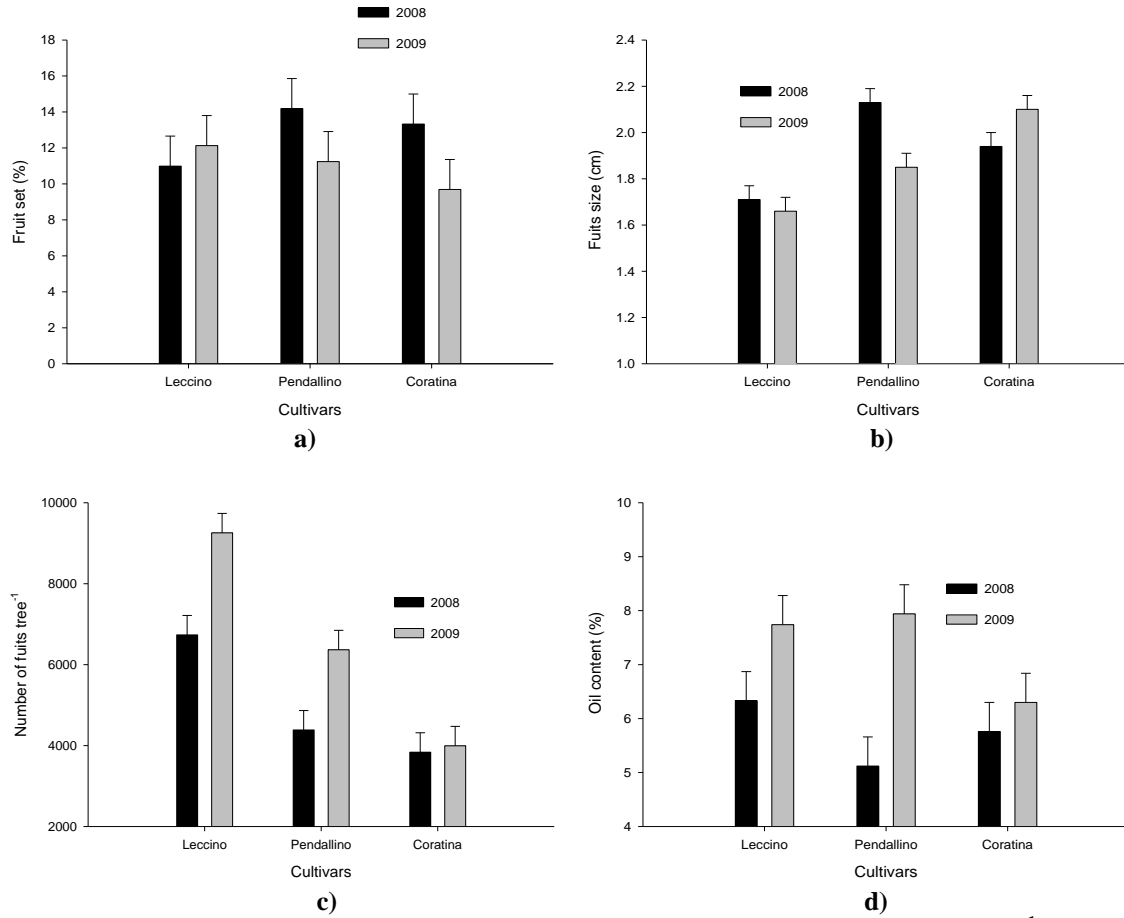 2008
2009
18
16
14
12
10
8
6
4
2
0
Fruit set (%)
Leccino Pendallino Coratina
Cultivars
a)
2.4
2.2
2.0
1.8
1.6
1.4
1.2
1.0
Fuits size (cm)
2008
2009
Leccino Pendallino Coratina
Cultivars
b)
10000
8000
6000
4000
2000
Number of fuits tree-1
2008
2009
Leccino Pendallino Coratina
Cultivars
c)
10
9
8
7
6
5
4
Oil content (%)
2008
2009
Leccino Pendallino Coratina
Cultivars
d)